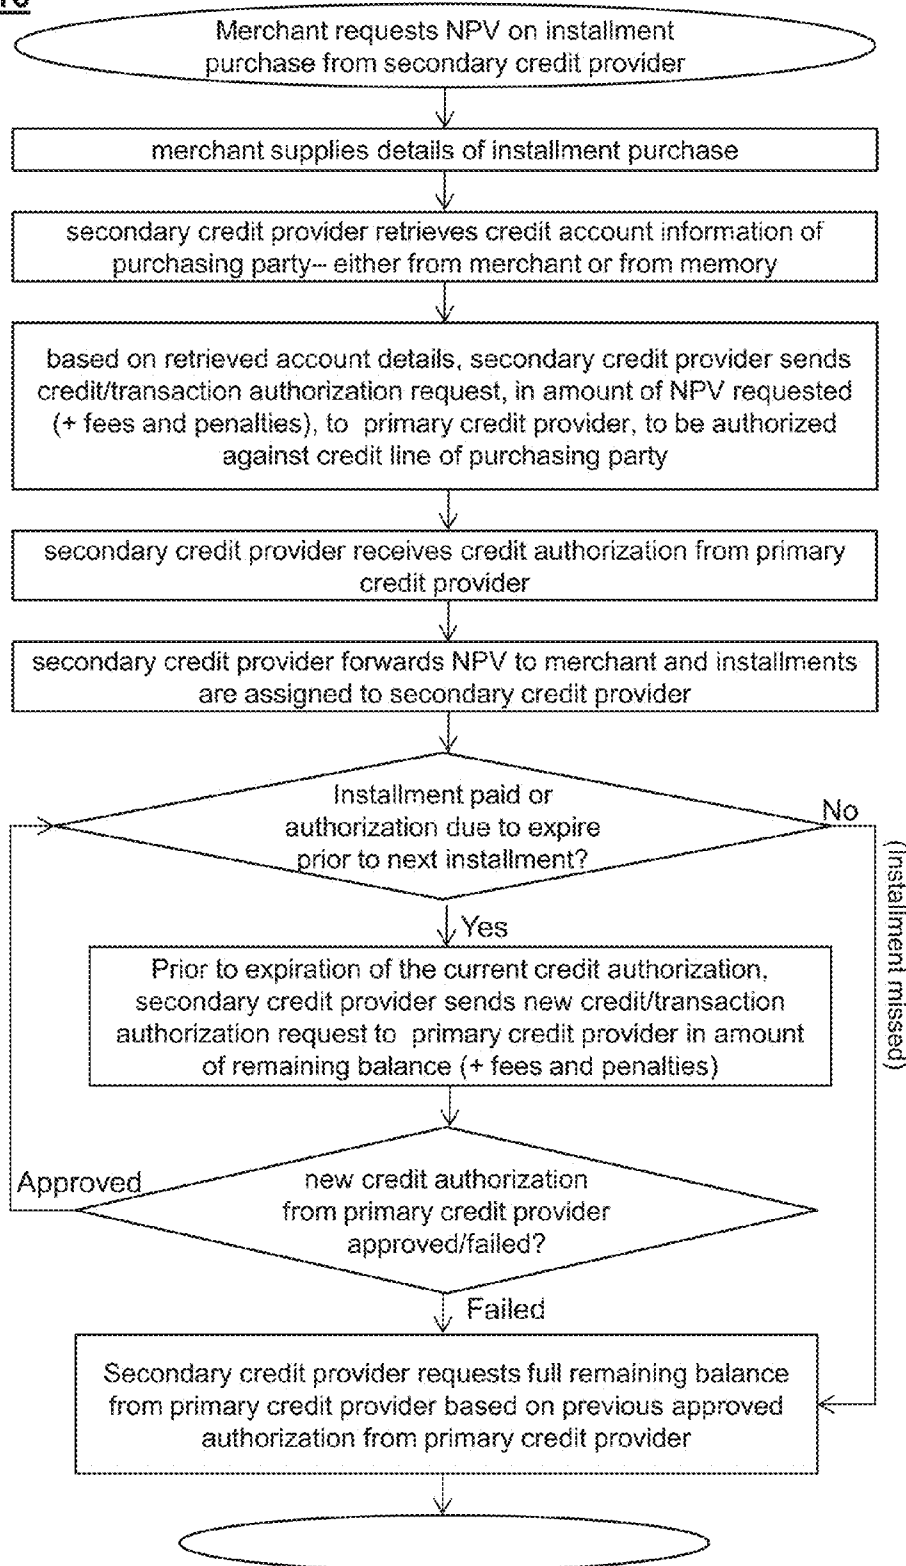 Merchant requests NPV on installment
purchase from secondary credit provider
merchant supplies details of installment purchase
secondary credit provider retrieves credit account information of
purchasing party-- either from merchant or from memory
based on retrieved account details, secondary credit provider sends
credit/transaction authorization request, in amount of NPV requested
(+ fees and penalties), to primary credit provider, to be authorized
against credit line of purchasing party
secondary credit provider receives credit authorization from primary
credit provider
secondary credit provider forwards NPV to merchant and installments
are assigned to secondary credit provider
Installment paid or
authorization due to expire
prior to next installment?
No
(Installment missed)
Yes
Prior to expiration of the current credit authorization,
secondary credit provider sends new credit/transaction
authorization request to primary credit provider in amount
of remaining balance (+ fees and penalties)
Approved
new credit authorization
from primary credit provider
approved/failed?
Failed
Secondary credit provider requests full remaining balance
from primary credit provider based on previous approved
authorization from primary credit provider